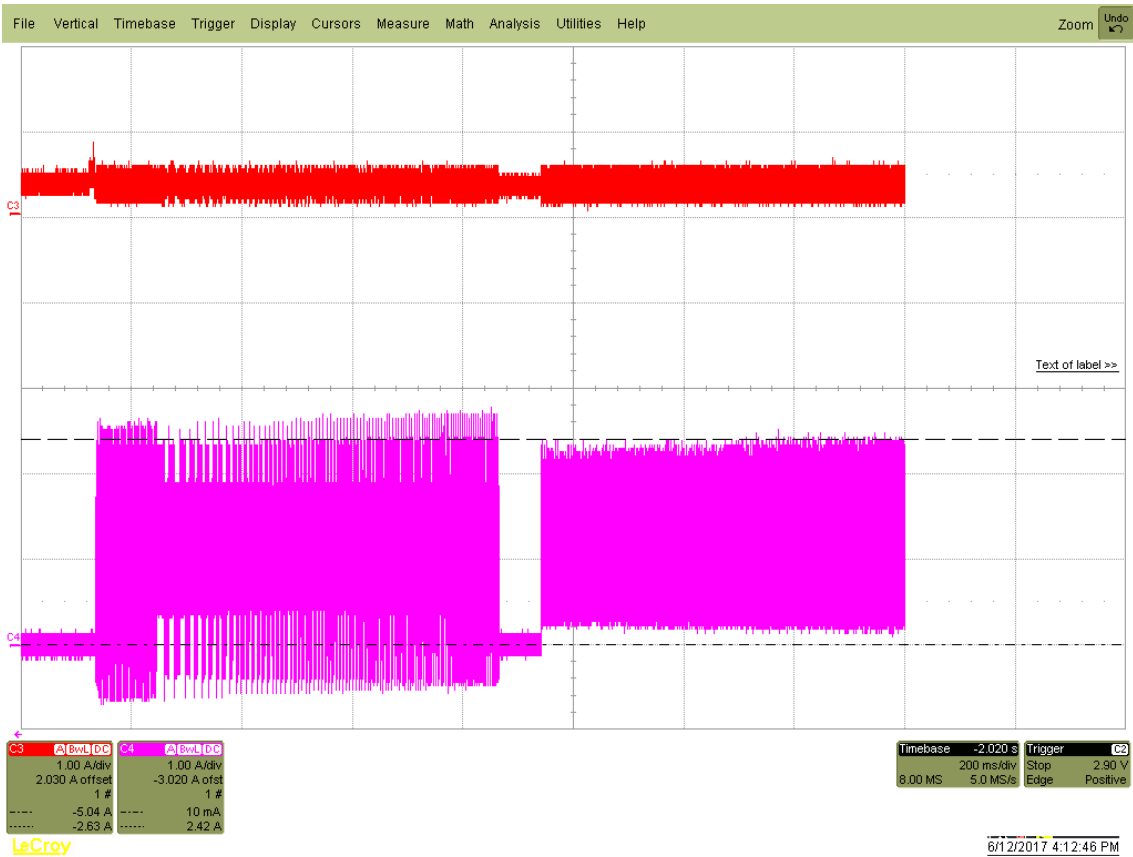 File Vertical Timebase Trigger Display Cursors Measure Math Analysis Utilities Help Zoom Undo
C3
Text of label >>
C4
C3 A BwL DC C4 A BwL DC Timebase -2.020 s Trigger C2
1.00 A/div 1.00 A/div 200 ms/div Stop 2.90 V
2.030 A offset -3.020 A ofst 8.00 MS 5.0 MS/s Edge Positive
1 # 1 #
-5.04 A 10 mA
-2.63 A 2.42 A
LeCroy
6/12/2017 4:12:46 PM